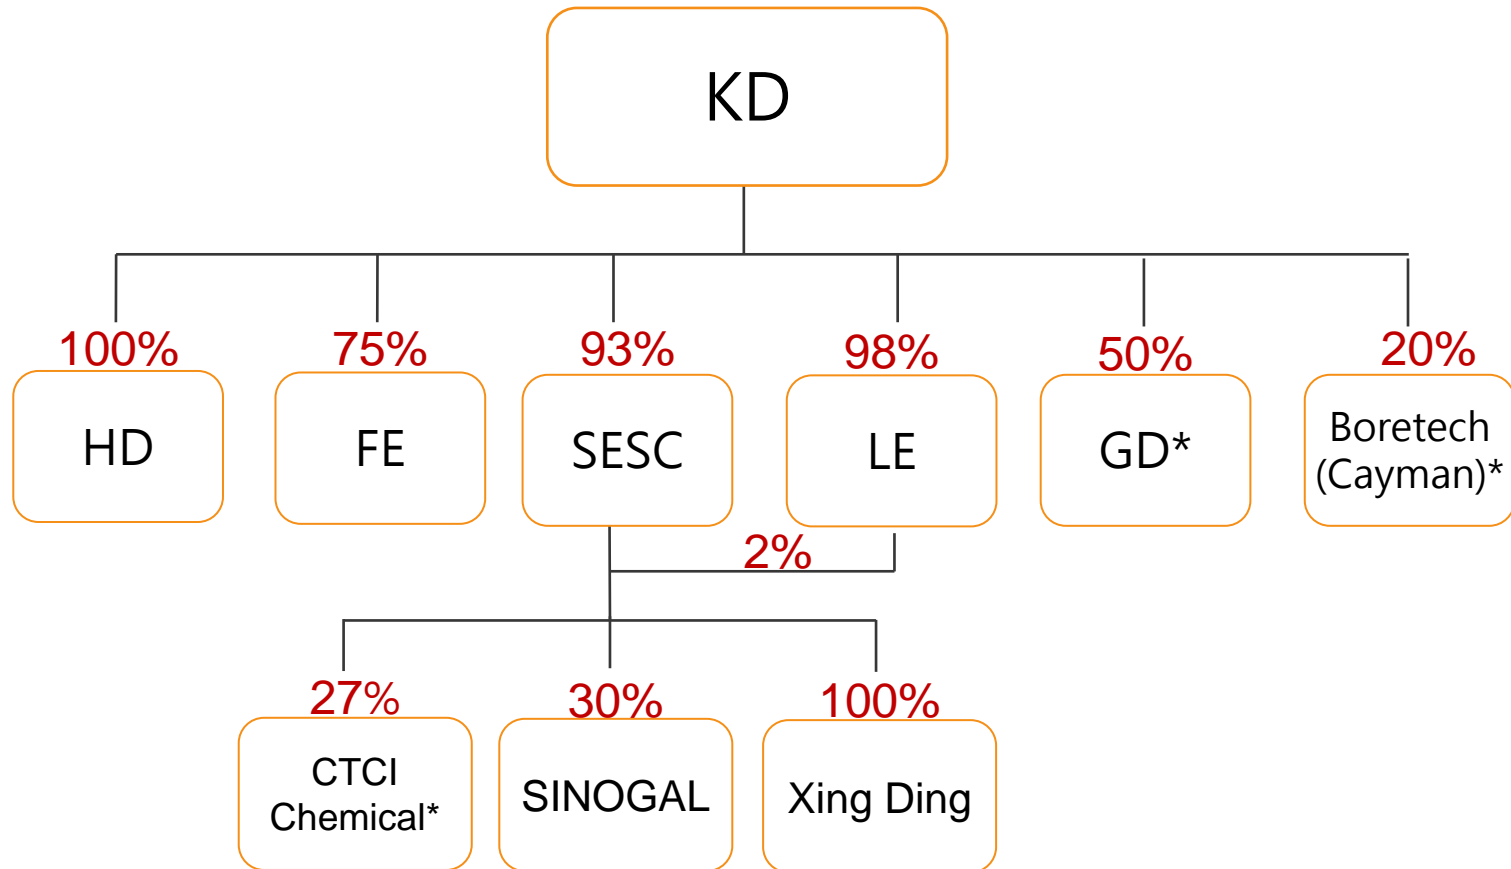 KD
100%
75%
93%
98%
50%
20%
HD
FE
SESC
LE
GD*
Boretech
(Cayman)*
2%
27%
30%
100%
CTCI
Chemical*
SINOGAL
Xing Ding